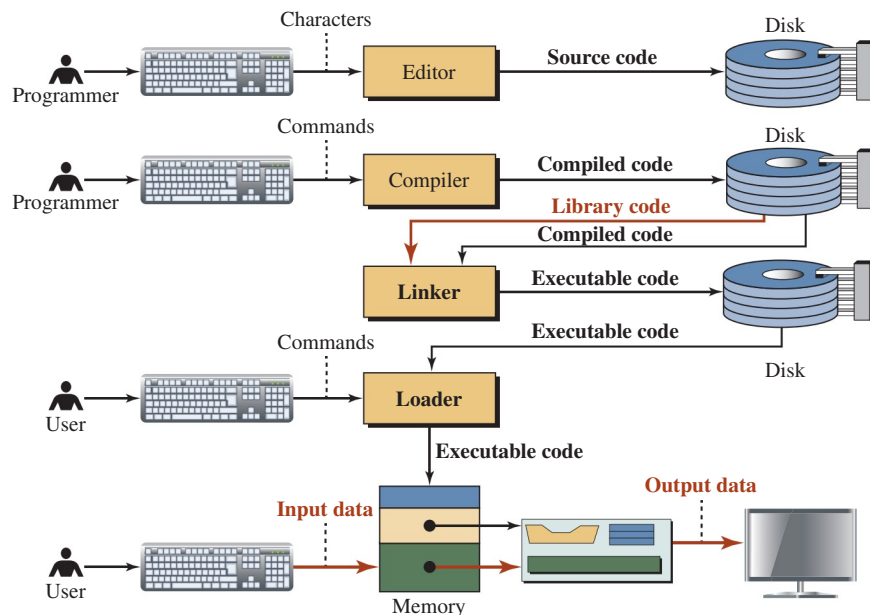 Characters
Disk
Editor
Source code
Programmer
Commands
Disk
Compiler
Compiled code
Programmer
Library code
Compiled code
Linker
Executable code
Executable code
Commands
Disk
Loader
User
Executable code
Input data
Output data
User
Memory